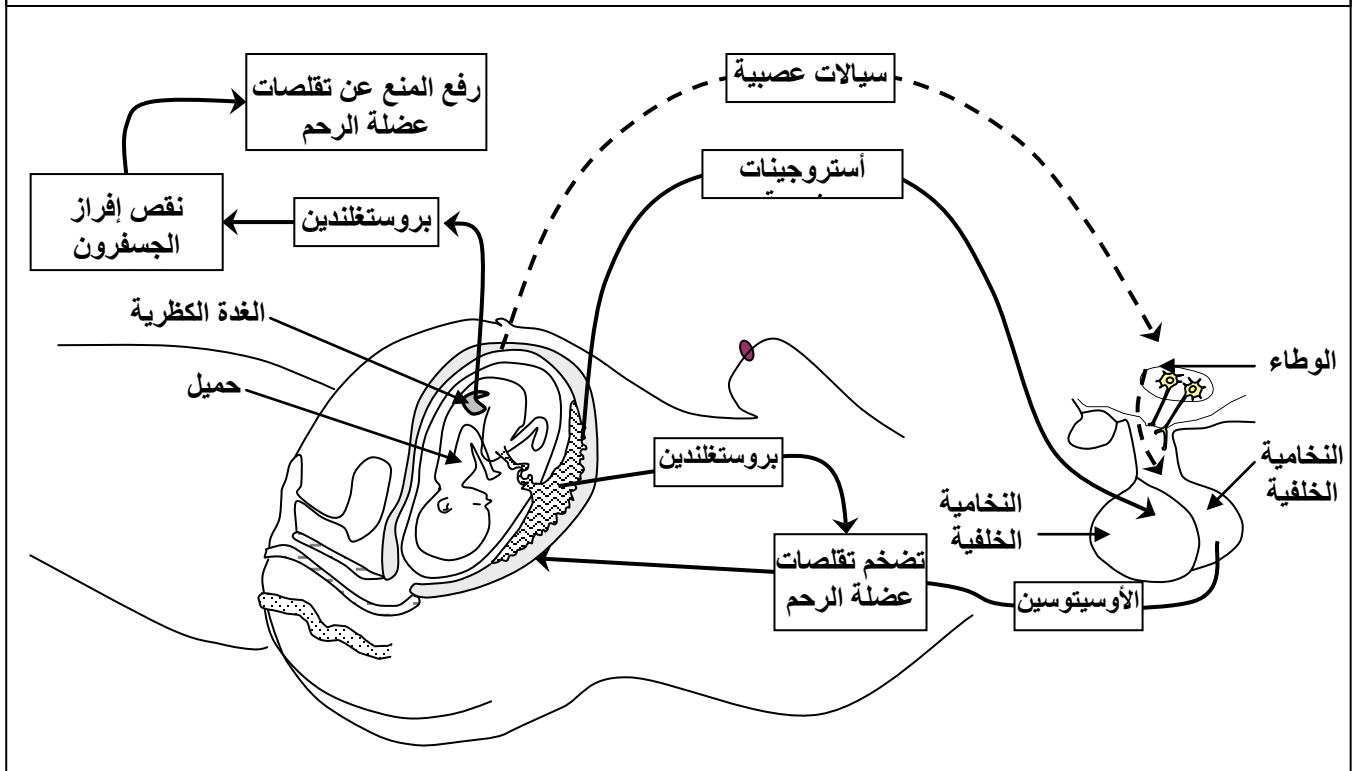 سيالات عصبية
رفع المنع عن تقلصات
عضلة الرحم
أستروجينات
نقص إفراز
الجسفرون
بروستغلندين
الغدة الكظرية
حميل
الوطاء
بروستغلندين
النخامية
الخلفية
النخامية
الخلفية
تضخم تقلصات
عضلة الرحم
الأوسيتوسين